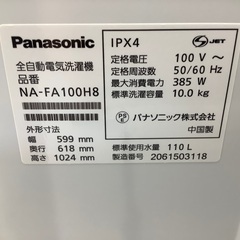 Panasonic
全自動電気洗濯機
品番
NA-FA100H8
外形寸法
幅 599 mm
奥行 618 mm
高さ 1024 mm
IPX4
JET
定格電圧 100 V ～
定格周波数 50/60 Hz
最大消費電力 385 W
標準洗濯容量 10.0 kg
PSE
パナソニック株式会社
中国製
標準使用水量 110 L
製造番号 2061503118